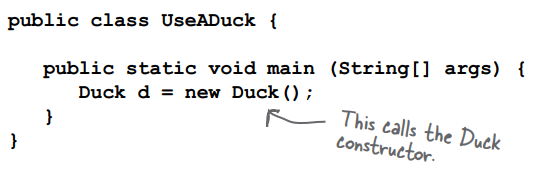 public class UseADuck {
public static void main (String[] args) {
Duck d = new Duck();
}
}
This calls the Duck
constructor.